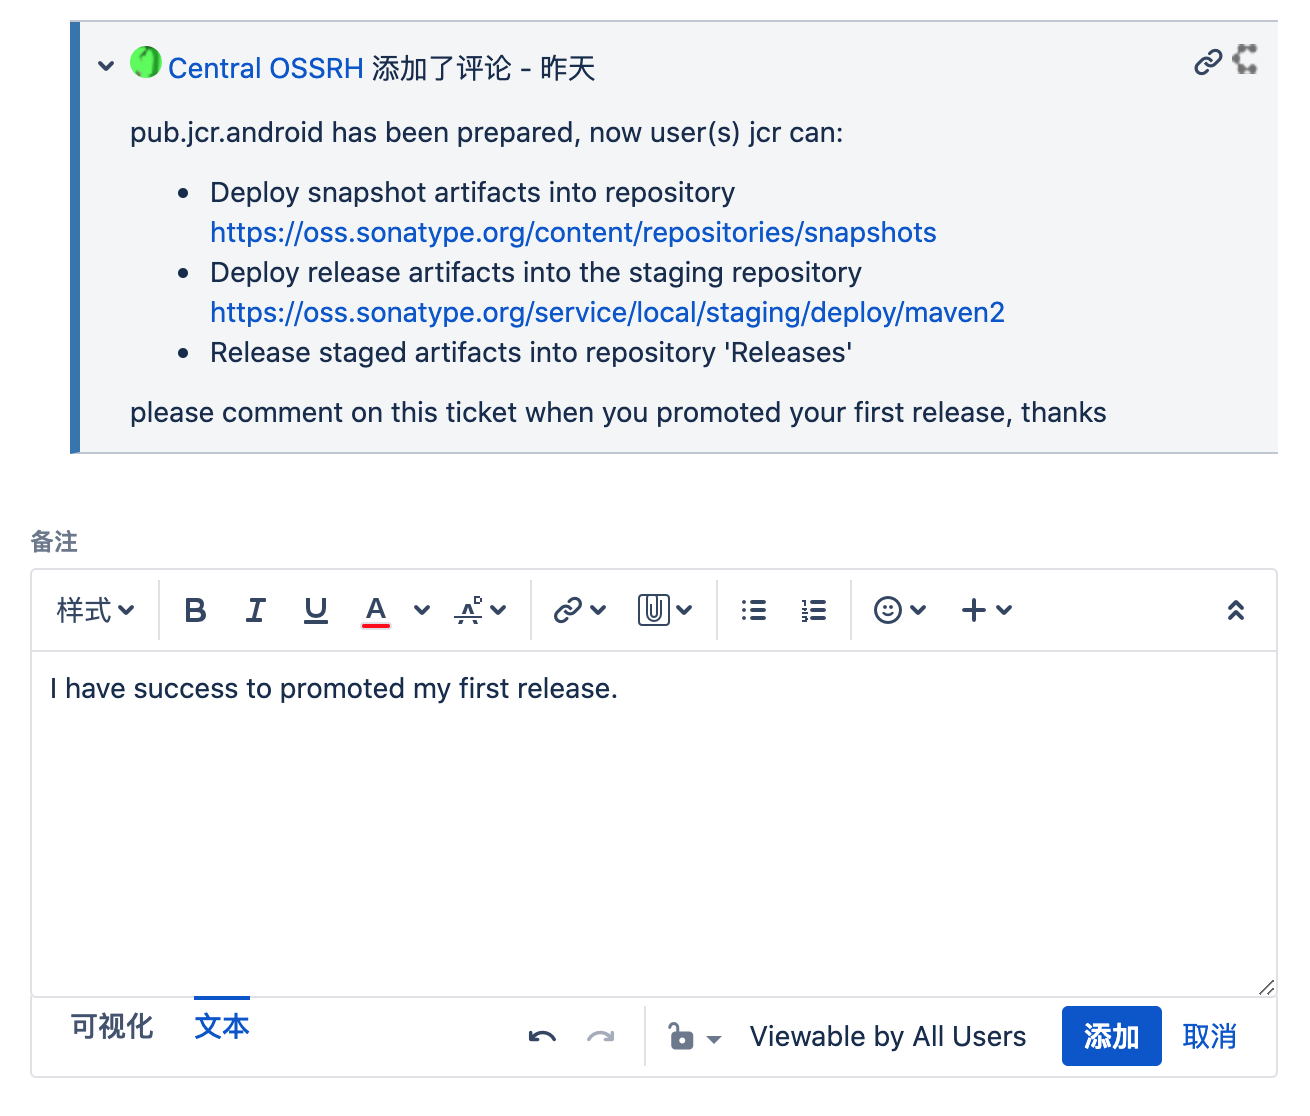 Central OSSRH 添加了评论 - 昨天
pub.jcr.android has been prepared, now user(s) jcr can:
Deploy snapshot artifacts into repository
https://oss.sonatype.org/content/repositories/snapshots
Deploy release artifacts into the staging repository
https://oss.sonatype.org/service/local/staging/deploy/maven2
Release staged artifacts into repository 'Releases'
please comment on this ticket when you promoted your first release, thanks
备注
样式 B I U A
I have success to promoted my first release.
可视化 文本 Viewable by All Users 添加 取消